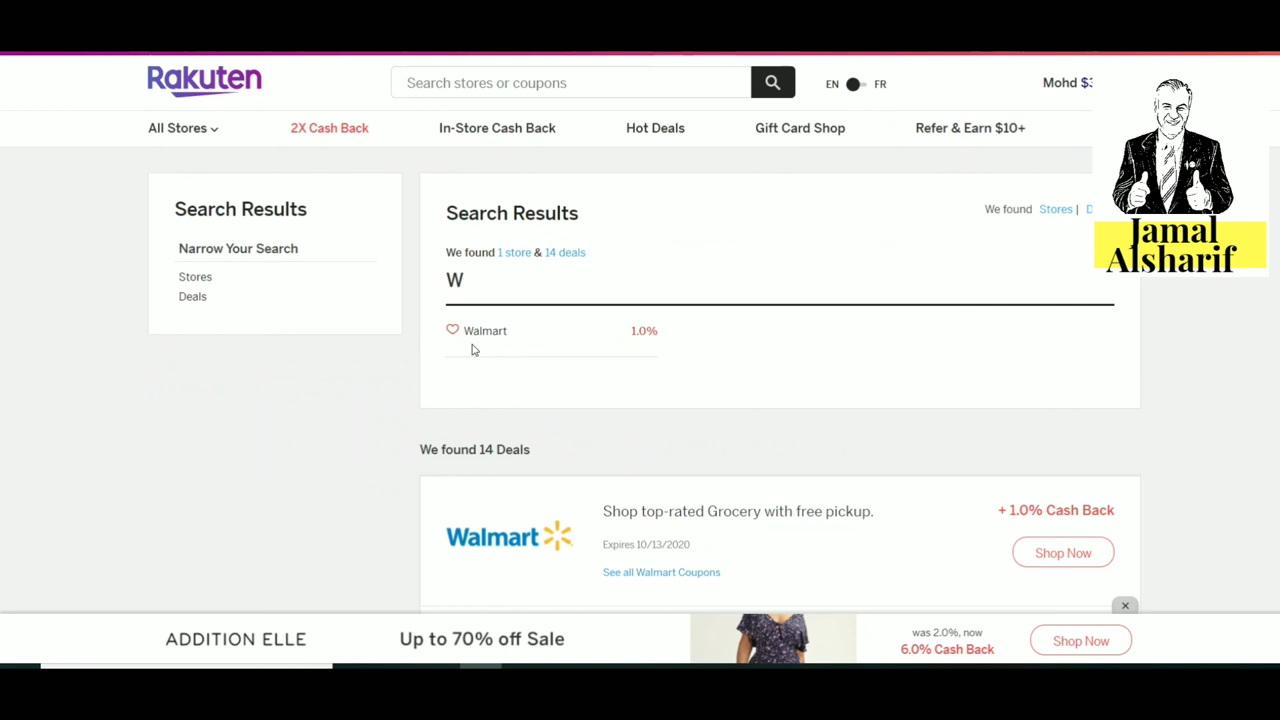 Rakuten
Search stores or coupons
EN FR
Mohd $3
All Stores
2X Cash Back
In-Store Cash Back
Hot Deals
Gift Card Shop
Refer & Earn $10+
Jamal
Alsharif
Search Results
Narrow Your Search
Stores
Deals
Search Results
We found Stores | D
We found 1 store & 14 deals
W
Walmart 1.0%
We found 14 Deals
Walmart
Shop top-rated Grocery with free pickup.
Expires 10/13/2020
See all Walmart Coupons
+ 1.0% Cash Back
Shop Now
ADDITION ELLE
Up to 70% off Sale
was 2.0%, now
6.0% Cash Back
Shop Now